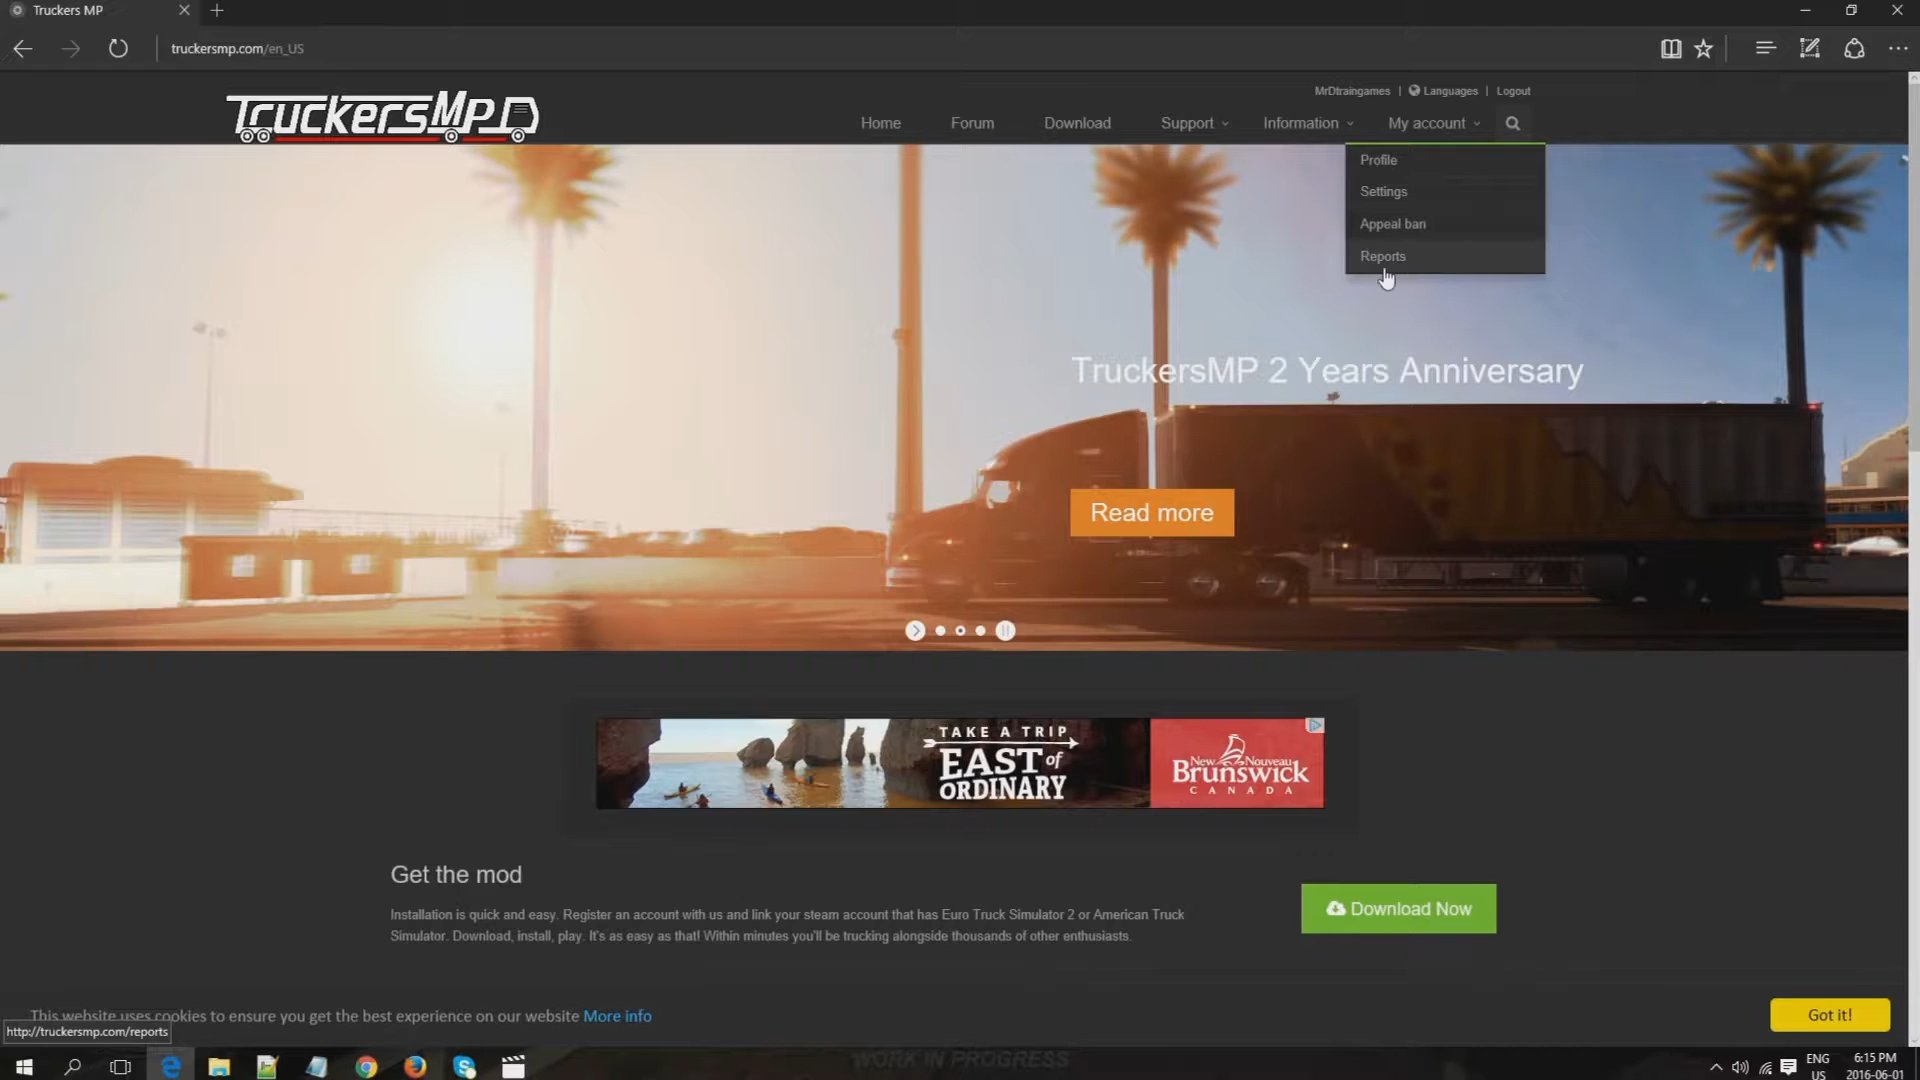 Truckers MP
truckersmp.com/en_US
MrDtraingames | Languages | Logout
TruckersMP
Home Forum Download Support Information My account
Profile
Settings
Appeal ban
Reports
TruckersMP 2 Years Anniversary
Read more
TAKE A TRIP
EAST of
ORDINARY
New Nouveau
Brunswick
CANADA
Get the mod
Installation is quick and easy. Register an account with us and link your steam account that has Euro Truck Simulator 2 or American Truck
Simulator. Download, install, play. It's as easy as that! Within minutes you'll be trucking alongside thousands of other enthusiasts.
Download Now
This website uses cookies to ensure you get the best experience on our website More info
Got it!
http://truckersmp.com/reports
WORK IN PROGRESS
ENG
US
6:15 PM
2016-06-01